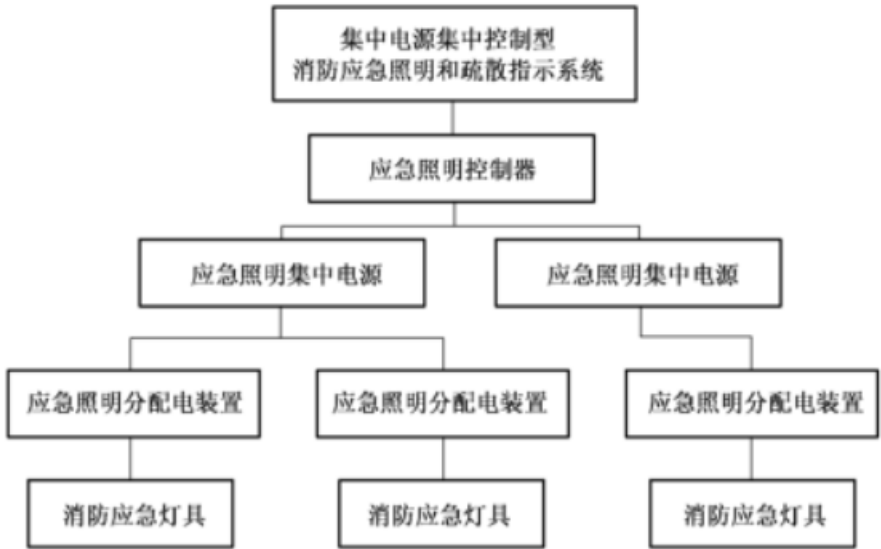 集中电源集中控制型
消防应急照明和疏散指示系统
应急照明控制器
应急照明集中电源
应急照明集中电源
应急照明分配电装置
应急照明分配电装置
应急照明分配电装置
消防应急灯具
消防应急灯具
消防应急灯具